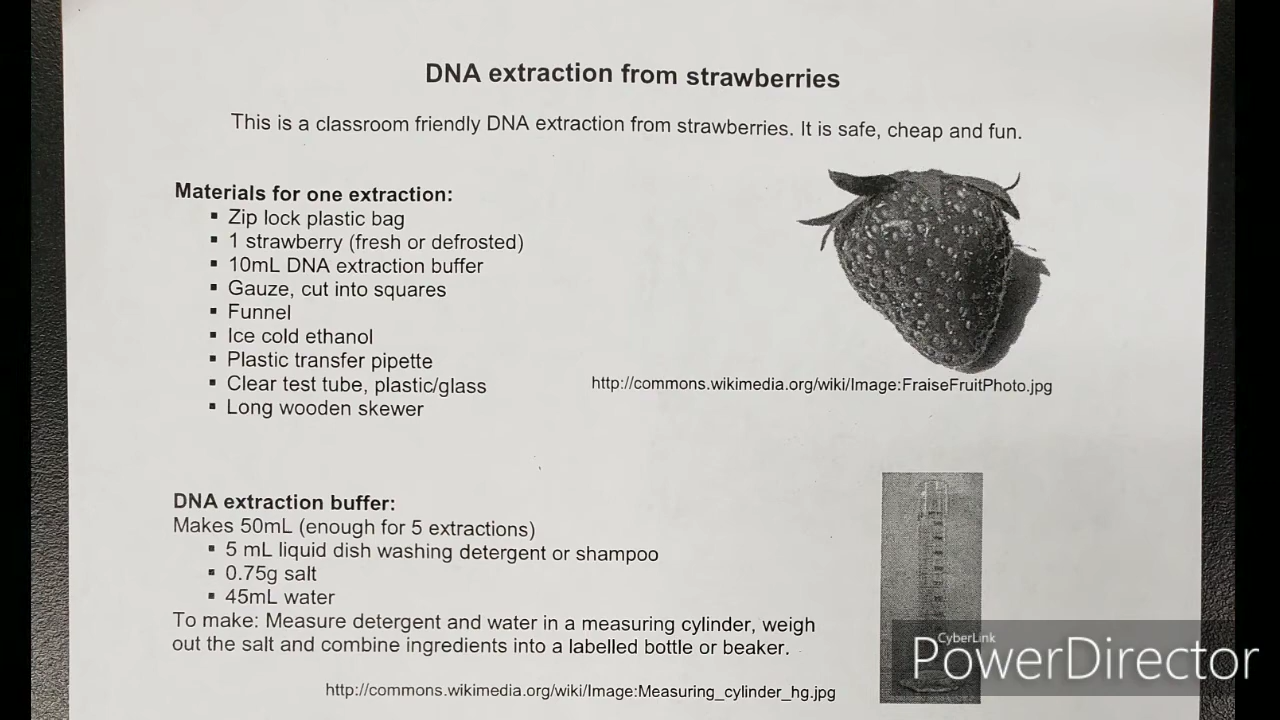 DNA extraction from strawberries
This is a classroom friendly DNA extraction from strawberries. It is safe, cheap and fun.
Materials for one extraction:
▪ Zip lock plastic bag
▪ 1 strawberry (fresh or defrosted)
▪ 10mL DNA extraction buffer
▪ Gauze, cut into squares
▪ Funnel
▪ Ice cold ethanol
▪ Plastic transfer pipette
▪ Clear test tube, plastic/glass
▪ Long wooden skewer
http://commons.wikimedia.org/wiki/Image:FraiseFruitPhoto.jpg
DNA extraction buffer:
Makes 50mL (enough for 5 extractions)
▪ 5 mL liquid dish washing detergent or shampoo
▪ 0.75g salt
▪ 45mL water
To make: Measure detergent and water in a measuring cylinder, weigh
out the salt and combine ingredients into a labelled bottle or beaker.
http://commons.wikimedia.org/wiki/Image:Measuring_cylinder_hg.jpg
CyberLink
PowerDirector